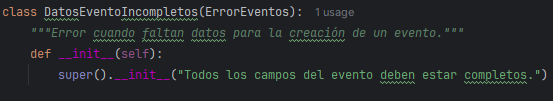 class DatosEventoIncompletos(ErrorEventos): 1 usage
    """Error cuando faltan datos para la creación de un evento."""
    def __init__(self):
        super().__init__("Todos los campos del evento deben estar completos.")